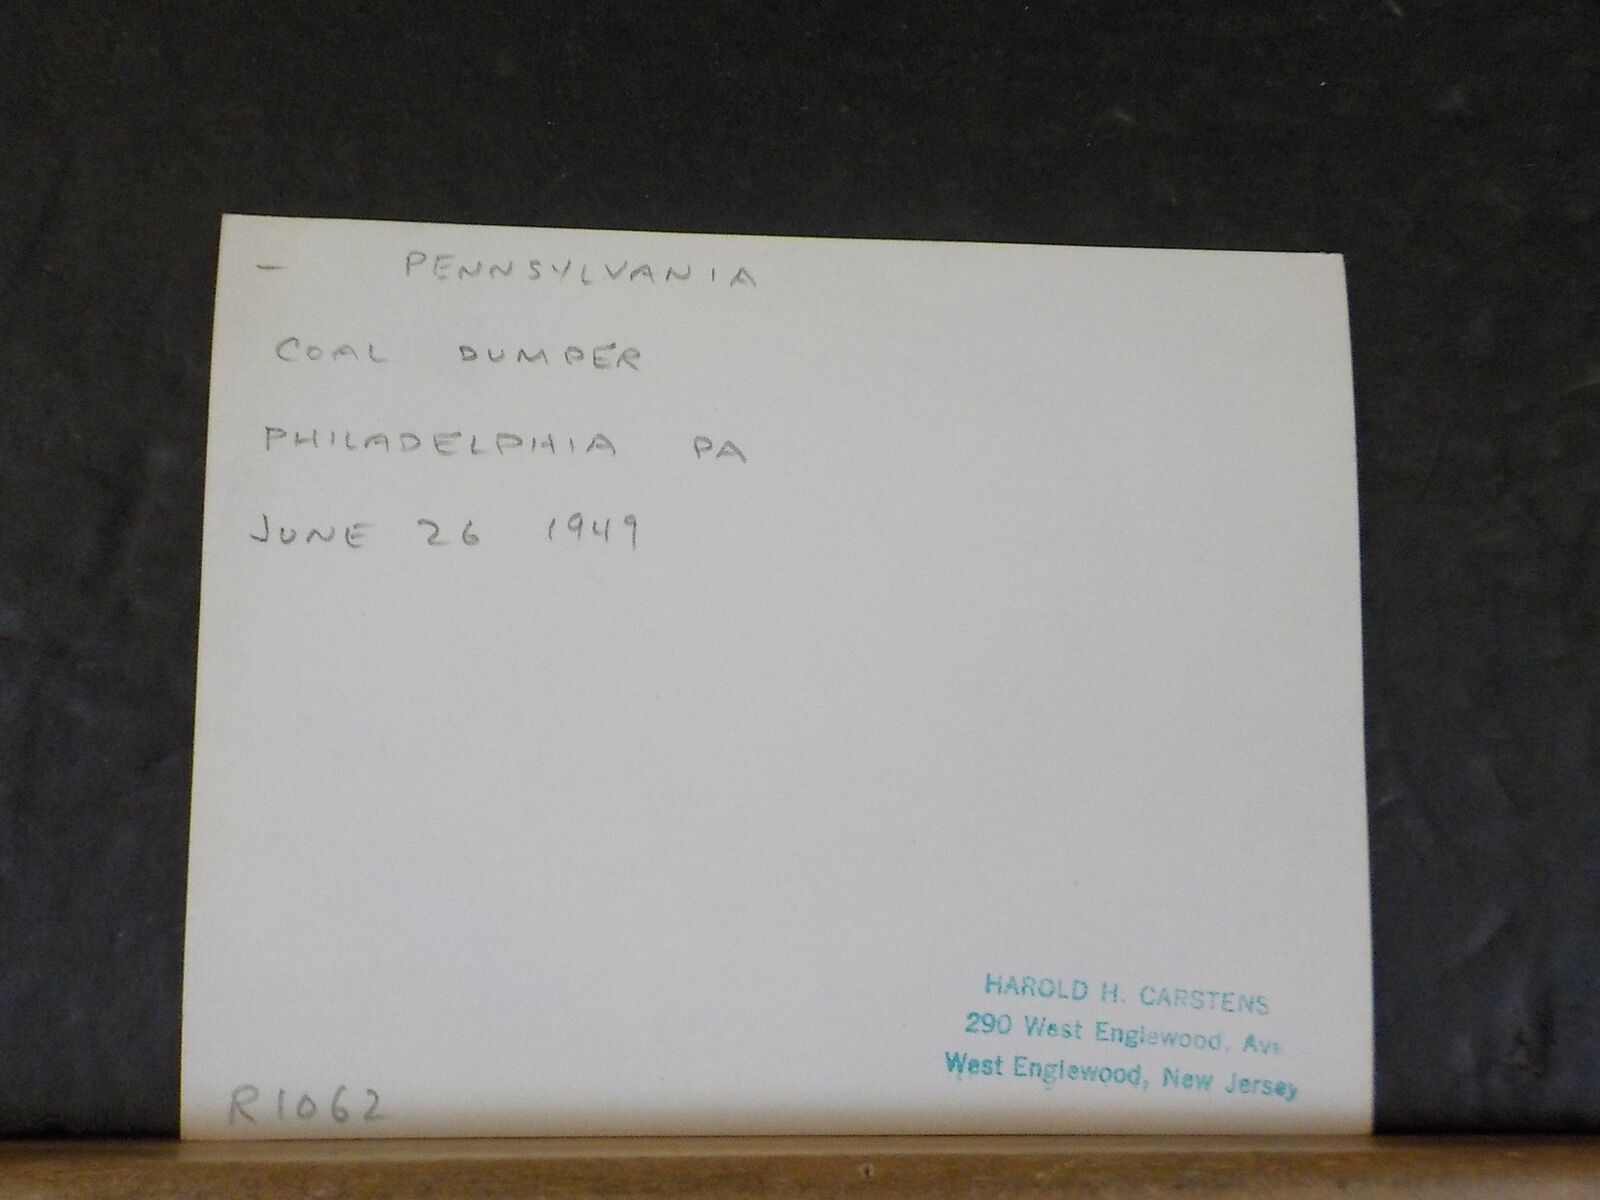 - PENNSYLVANIA
COAL DUMPER
PHILADELPHIA PA
JUNE 26 1949
HAROLD H. CARSTENS
290 West Englewood, Ave
West Englewood, New Jersey
R1062